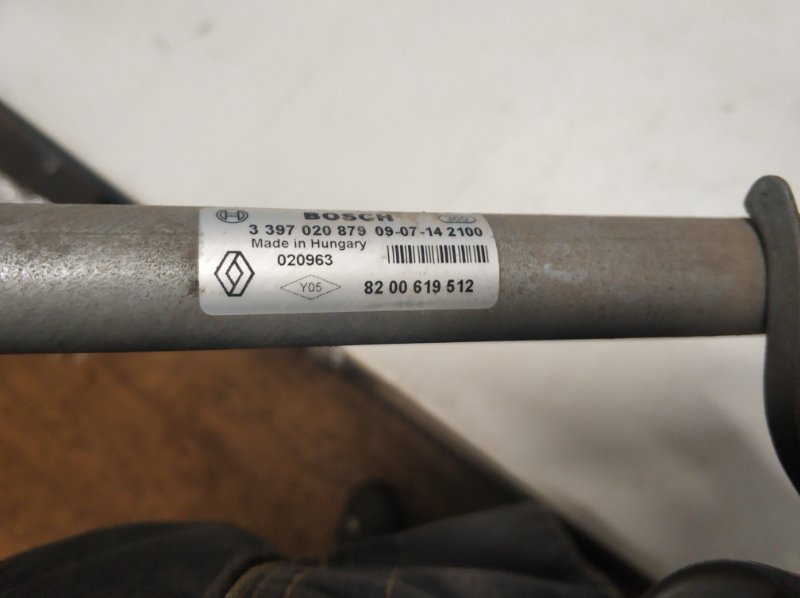 BOSCH
3 397 020 879 09-07-14 2100
Made in Hungary
020963
Y05
82 00 619 512